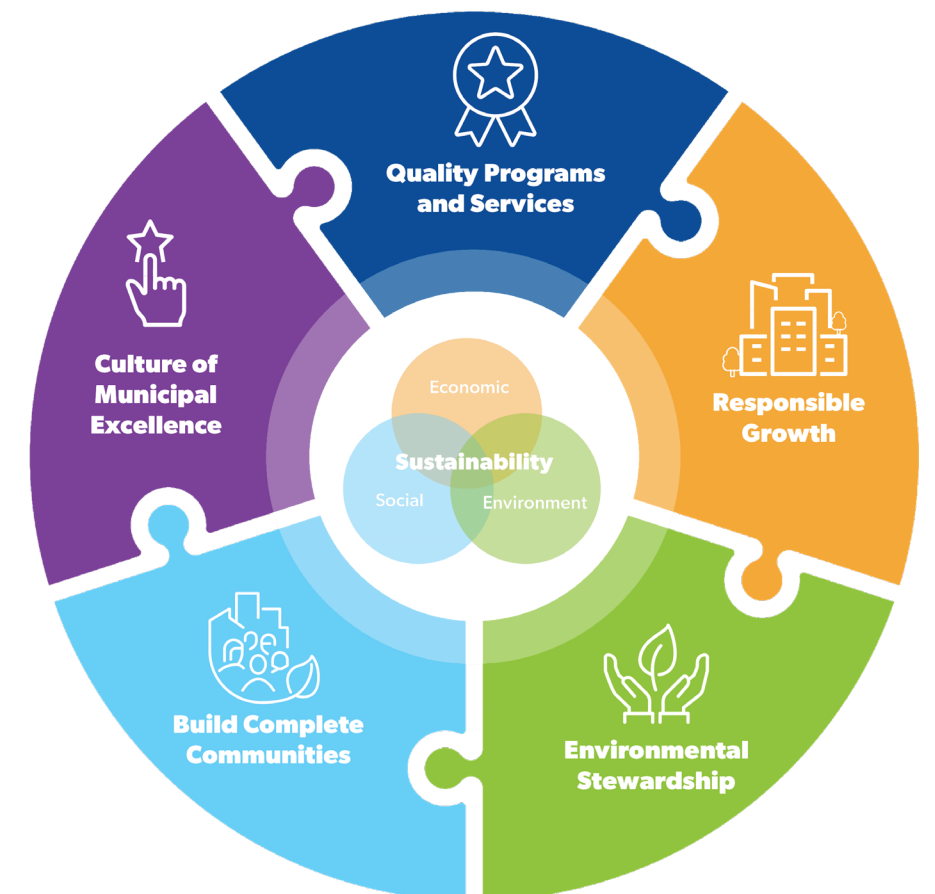 Quality Programs
and Services
Culture of
Municipal
Excellence
Responsible
Growth
Economic
Sustainability
Social
Environment
Build Complete
Communities
Environmental
Stewardship